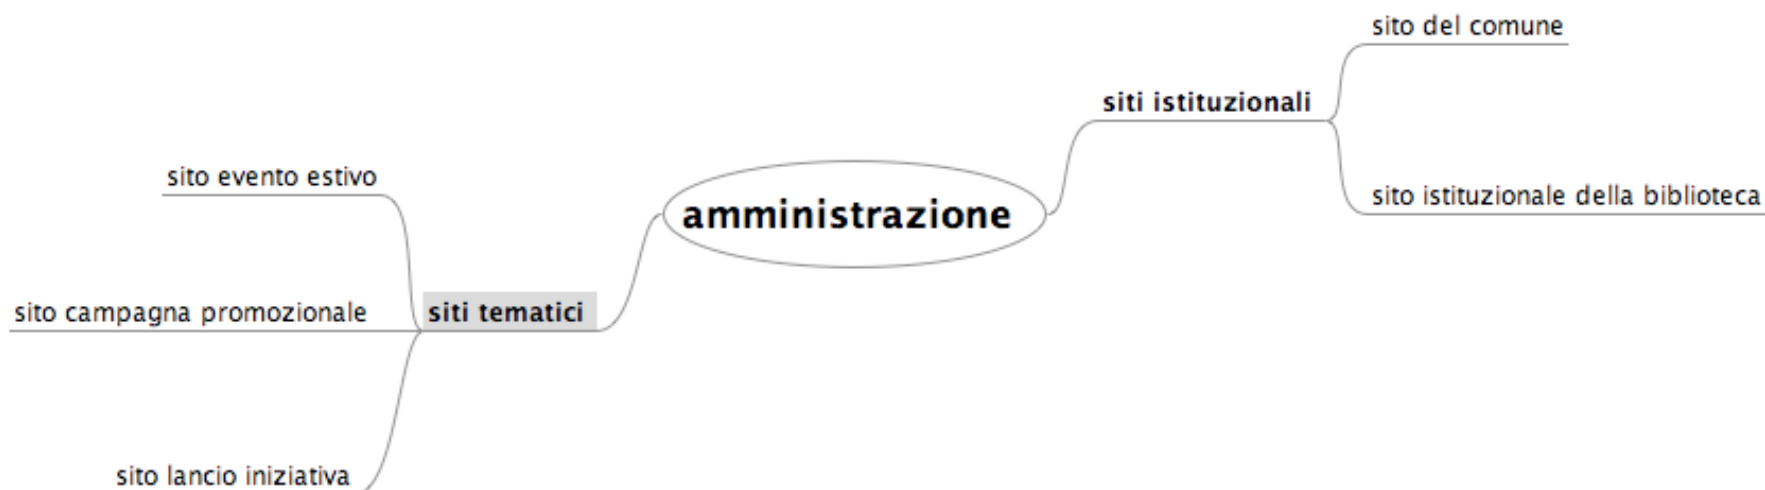 sito del comune
siti istituzionali
sito evento estivo
sito istituzionale della biblioteca
amministrazione
sito campagna promozionale
siti tematici
sito lancio iniziativa